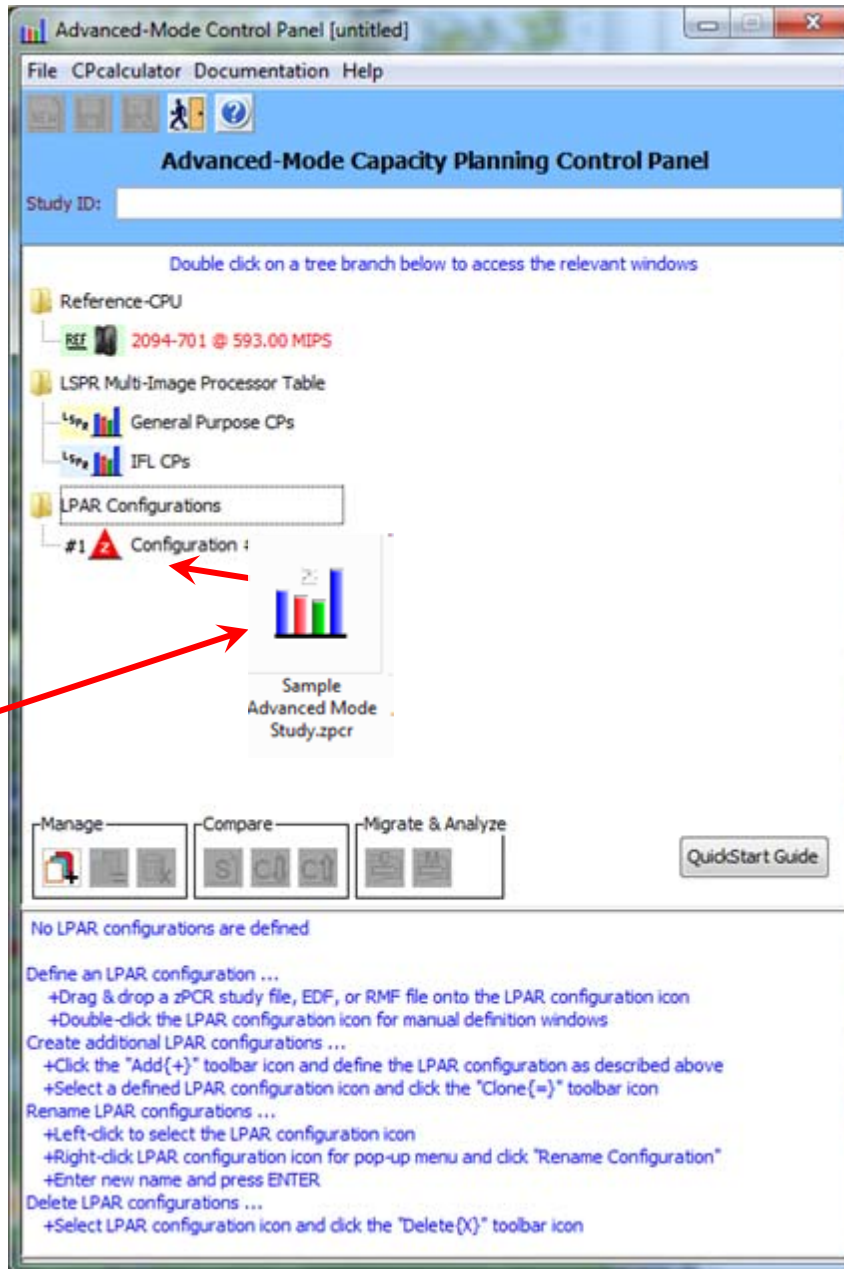 Advanced-Mode Control Panel [untitled]
File CPcalculator Documentation Help
NEW
Advanced-Mode Capacity Planning Control Panel
Study ID:
Double click on a tree branch below to access the relevant windows
Reference-CPU
REF 2094-701 @ 593.00 MIPS
LSPR Multi-Image Processor Table
LSPR General Purpose CPs
LSPR IFL CPs
LPAR Configurations
#1 z Configuration #
Sample
Advanced Mode
Study.zpcr
Manage Compare Migrate & Analyze
S C C C M
QuickStart Guide
No LPAR configurations are defined
Define an LPAR configuration ...
+Drag & drop a zPCR study file, EDF, or RMF file onto the LPAR configuration icon
+Double-click the LPAR configuration icon for manual definition windows
Create additional LPAR configurations ...
+Click the "Add{+}" toolbar icon and define the LPAR configuration as described above
+Select a defined LPAR configuration icon and click the "Clone{=}" toolbar icon
Rename LPAR configurations ...
+Left-click to select the LPAR configuration icon
+Right-click LPAR configuration icon for pop-up menu and click "Rename Configuration"
+Enter new name and press ENTER
Delete LPAR configurations ...
+Select LPAR configuration icon and click the "Delete{X}" toolbar icon